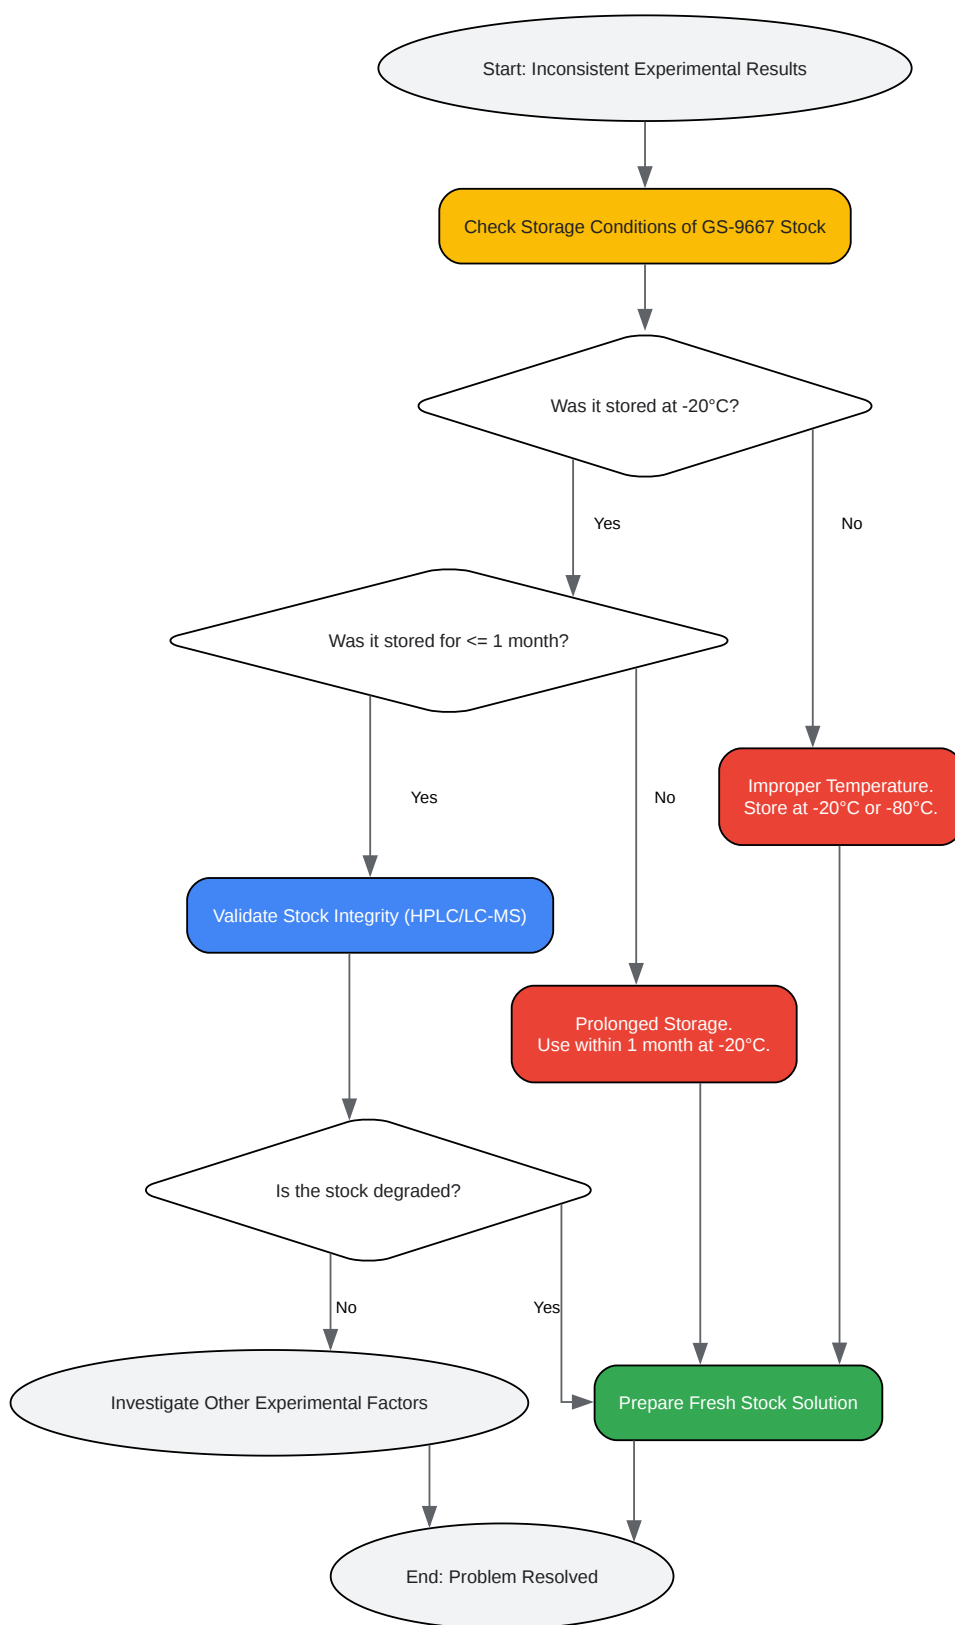 Start: Inconsistent Experimental Results
Check Storage Conditions of GS-9667 Stock
Was it stored at -20°C?
Yes
No
Was it stored for <= 1 month?
Yes
No
Improper Temperature.
Store at -20°C or -80°C.
Validate Stock Integrity (HPLC/LC-MS)
Prolonged Storage.
Use within 1 month at -20°C.
Is the stock degraded?
No
Yes
Investigate Other Experimental Factors
Prepare Fresh Stock Solution
End: Problem Resolved